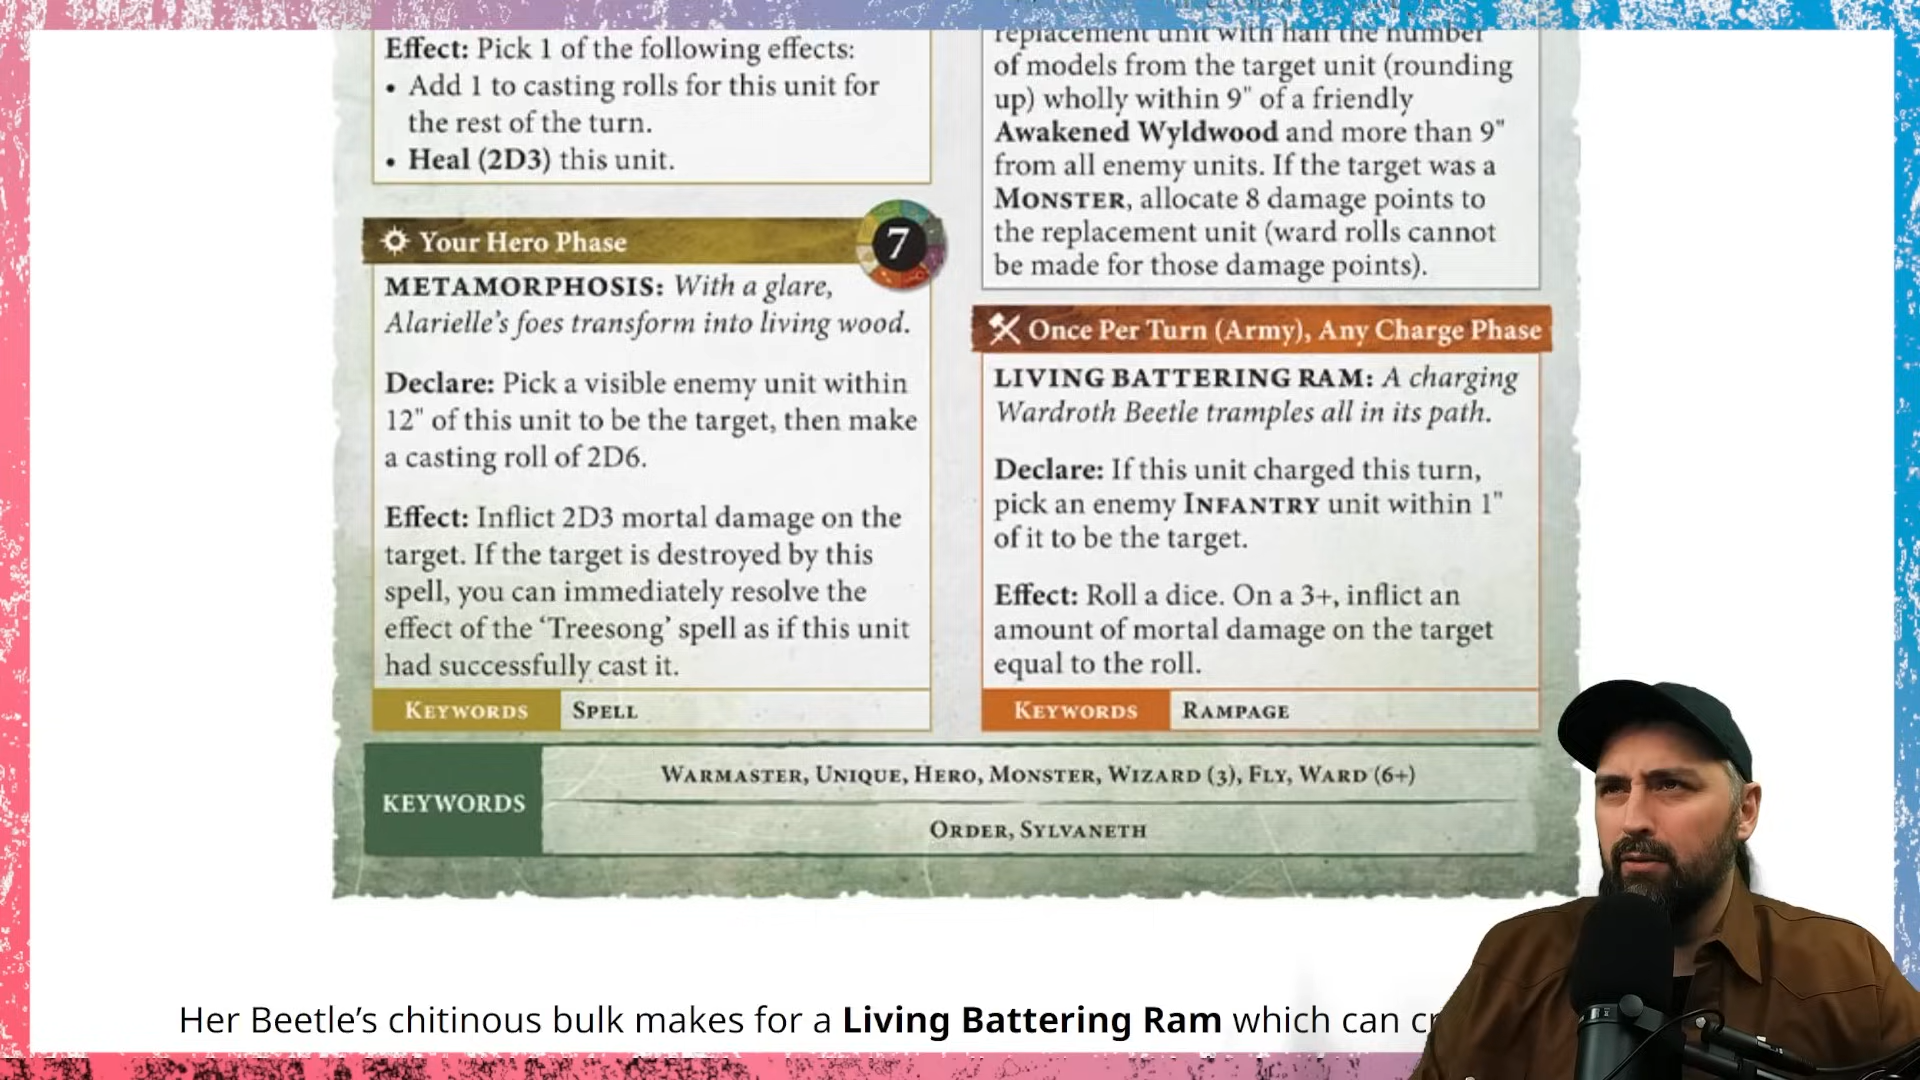 Effect: Pick 1 of the following effects:
• Add 1 to casting rolls for this unit for
the rest of the turn.
• Heal (2D3) this unit.
Your Hero Phase
7
METAMORPHOSIS: With a glare,
Alarielle's foes transform into living wood.
Declare: Pick a visible enemy unit within
12" of this unit to be the target, then make
a casting roll of 2D6.
Effect: Inflict 2D3 mortal damage on the
target. If the target is destroyed by this
spell, you can immediately resolve the
effect of the ‘Treesong’ spell as if this unit
had successfully cast it.
KEYWORDS SPELL
replacement unit with half the number
of models from the target unit (rounding
up) wholly within 9" of a friendly
Awakened Wyldwood and more than 9"
from all enemy units. If the target was a
MONSTER, allocate 8 damage points to
the replacement unit (ward rolls cannot
be made for those damage points).
Once Per Turn (Army), Any Charge Phase
LIVING BATTERING RAM: A charging
Wardroth Beetle tramples all in its path.
Declare: If this unit charged this turn,
pick an enemy INFANTRY unit within 1"
of it to be the target.
Effect: Roll a dice. On a 3+, inflict an
amount of mortal damage on the target
equal to the roll.
KEYWORDS RAMPAGE
KEYWORDS
WARMASTER, UNIQUE, HERO, MONSTER, WIZARD (3), FLY, WARD (6+)
ORDER, SYLVANETH
Her Beetle’s chitinous bulk makes for a Living Battering Ram which can